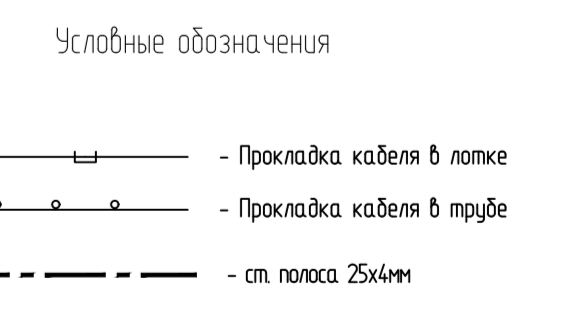 Условные обозначения
- Прокладка кабеля в лотке
- Прокладка кабеля в трубе
- ст. полоса 25х4мм